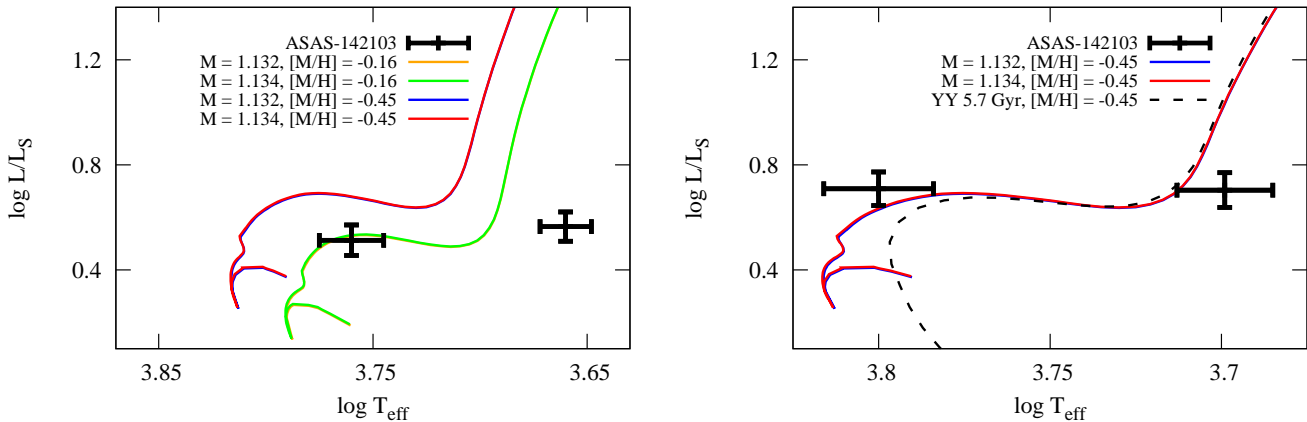 1.2
0.8
0.4
log L/L_S
ASAS-142103
M = 1.132, [M/H] = -0.16
M = 1.134, [M/H] = -0.16
M = 1.132, [M/H] = -0.45
M = 1.134, [M/H] = -0.45
3.85 3.75 3.65
log T_eff
1.2
0.8
0.4
log L/L_S
ASAS-142103
M = 1.132, [M/H] = -0.45
M = 1.134, [M/H] = -0.45
YY 5.7 Gyr, [M/H] = -0.45
3.8 3.75 3.7
log T_eff